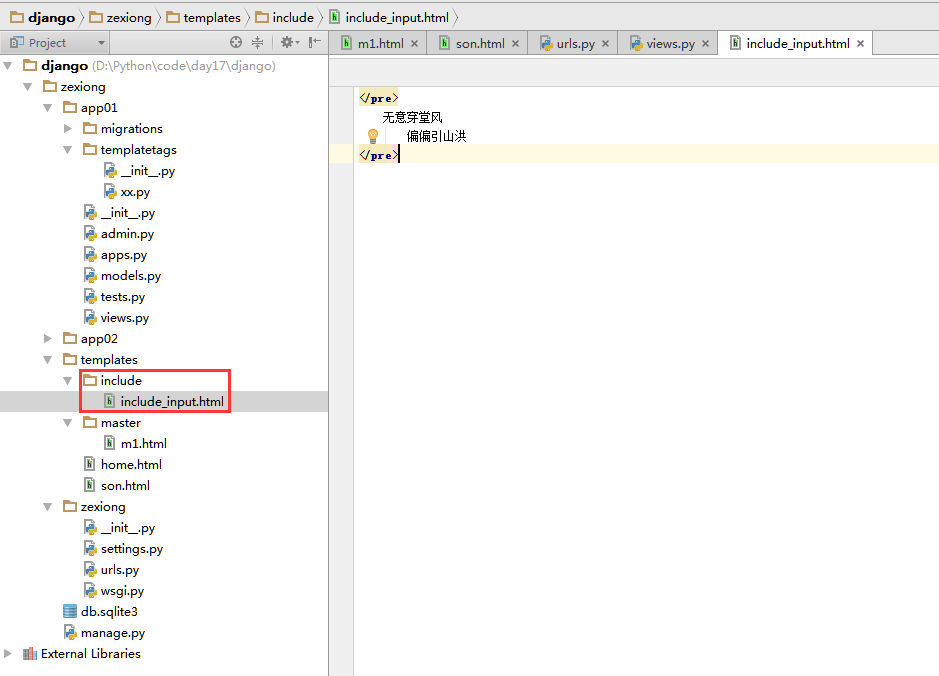 django zexiong templates include include_input.html
Project
m1.html son.html urls.py views.py include_input.html
django (D:\Python\code\day17\django)
zexiong
app01
migrations
templatetags
__init__.py
xx.py
__init__.py
admin.py
apps.py
models.py
tests.py
views.py
app02
templates
include
include_input.html
master
m1.html
home.html
son.html
zexiong
__init__.py
settings.py
urls.py
wsgi.py
db.sqlite3
manage.py
External Libraries
</pre>
无意穿堂风
偏偏引山洪
</pre>